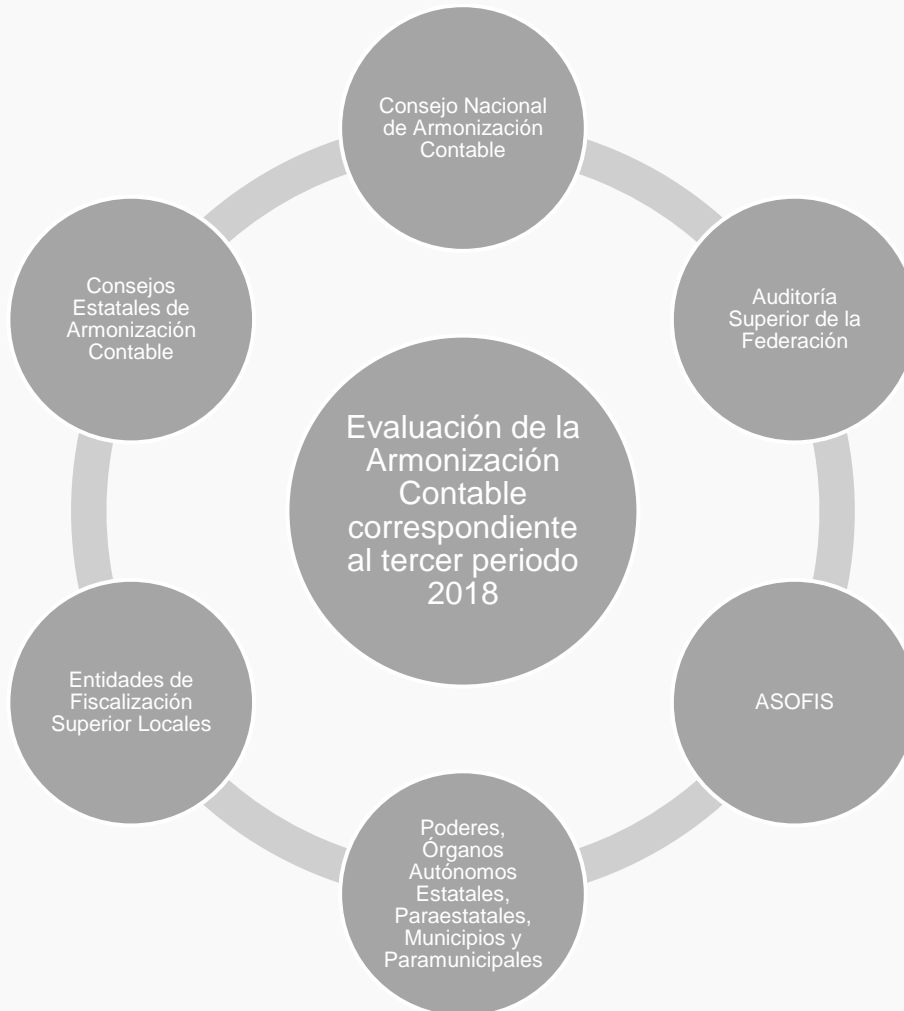 Consejo Nacional
de Armonización
Contable
Consejos
Estatales de
Armonización
Contable
Auditoría
Superior de la
Federación
Evaluación de la
Armonización
Contable
correspondiente
al tercer periodo
2018
Entidades de
Fiscalización
Superior Locales
ASOFIS
Poderes,
Órganos
Autónomos
Estatales,
Paraestatales,
Municipios y
Paramunicipales